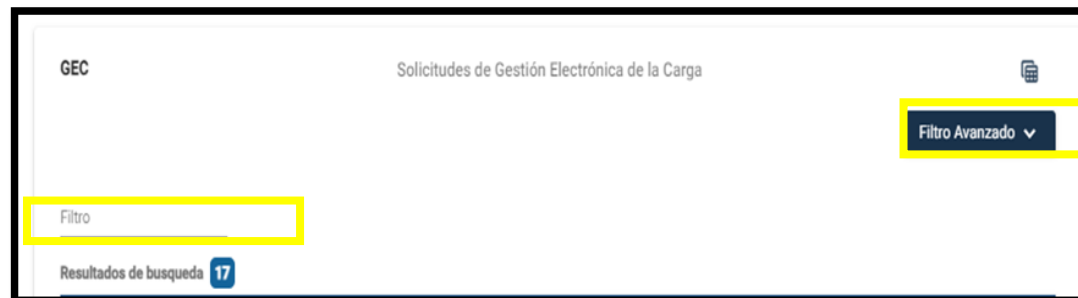 GEC
Solicitudes de Gestión Electrónica de la Carga
Filtro Avanzado
Filtro
Resultados de busqueda 17